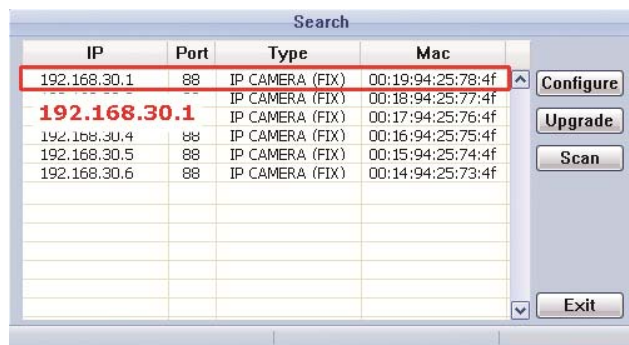 Search
IP Port Type Mac
192.168.30.1 88 IP CAMERA (FIX) 00:19:94:25:78:4f Configure
88 IP CAMERA (FIX) 00:18:94:25:77:4f
192.168.30.1 IP CAMERA (FIX) 00:17:94:25:76:4f Upgrade
192.168.30.4 88 IP CAMERA (FIX) 00:16:94:25:75:4f
192.168.30.5 88 IP CAMERA (FIX) 00:15:94:25:74:4f Scan
192.168.30.6 88 IP CAMERA (FIX) 00:14:94:25:73:4f
Exit